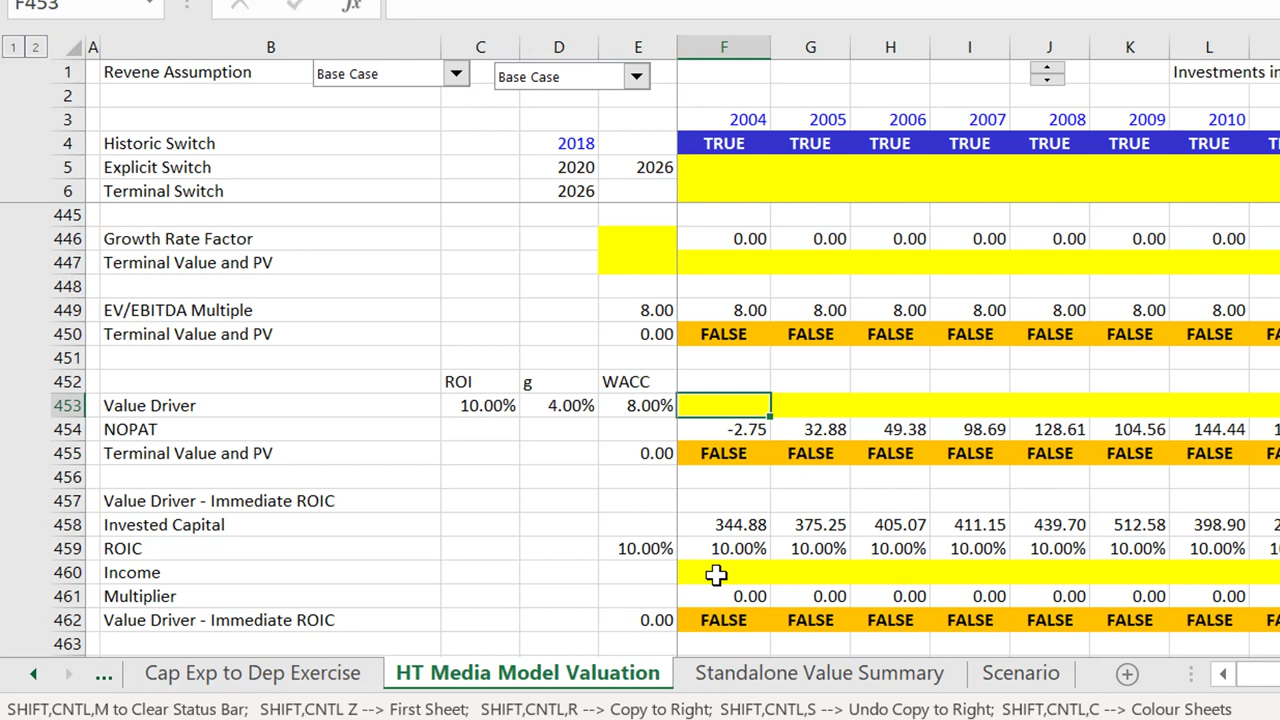 F453 fx
1 2 A B C D E F G H I J K L
1 Revene Assumption Base Case Base Case Investments in
2
3 2004 2005 2006 2007 2008 2009 2010
4 Historic Switch 2018 TRUE TRUE TRUE TRUE TRUE TRUE TRUE
5 Explicit Switch 2020 2026
6 Terminal Switch 2026
445
446 Growth Rate Factor 0.00 0.00 0.00 0.00 0.00 0.00 0.00
447 Terminal Value and PV
448
449 EV/EBITDA Multiple 8.00 8.00 8.00 8.00 8.00 8.00 8.00 8.00
450 Terminal Value and PV 0.00 FALSE FALSE FALSE FALSE FALSE FALSE FALSE
451
452 ROI g WACC
453 Value Driver 10.00% 4.00% 8.00%
454 NOPAT -2.75 32.88 49.38 98.69 128.61 104.56 144.44
455 Terminal Value and PV 0.00 FALSE FALSE FALSE FALSE FALSE FALSE FALSE
456
457 Value Driver - Immediate ROIC
458 Invested Capital 344.88 375.25 405.07 411.15 439.70 512.58 398.90
459 ROIC 10.00% 10.00% 10.00% 10.00% 10.00% 10.00% 10.00% 10.00%
460 Income
461 Multiplier 0.00 0.00 0.00 0.00 0.00 0.00 0.00
462 Value Driver - Immediate ROIC 0.00 FALSE FALSE FALSE FALSE FALSE FALSE FALSE
463
... Cap Exp to Dep Exercise HT Media Model Valuation Standalone Value Summary Scenario
SHIFT,CNTL,M to Clear Status Bar; SHIFT,CNTL Z --> First Sheet; SHIFT,CNTL,R --> Copy to Right; SHIFT,CNTL,S --> Undo Copy to Right; SHIFT,CNTL,C --> Colour Sheets